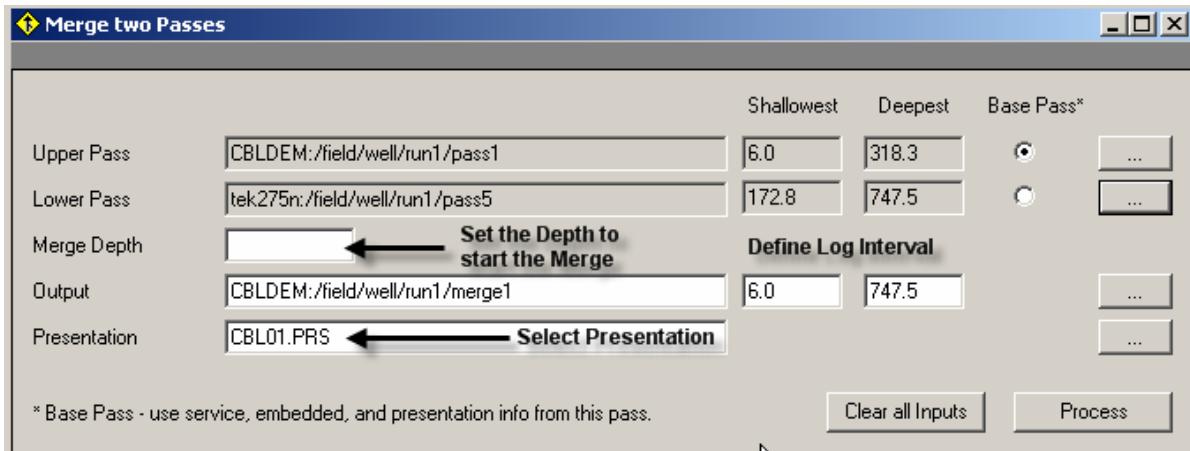 Merge two Passes
Shallowest Deepest Base Pass*
Upper Pass CBLDEM:/field/well/run1/pass1 6.0 318.3 ...
Lower Pass tek275n:/field/well/run1/pass5 172.8 747.5 ...
Merge Depth Set the Depth to
start the Merge Define Log Interval
Output CBLDEM:/field/well/run1/merge1 6.0 747.5 ...
Presentation CBL01.PRS Select Presentation ...
* Base Pass - use service, embedded, and presentation info from this pass. Clear all Inputs Process